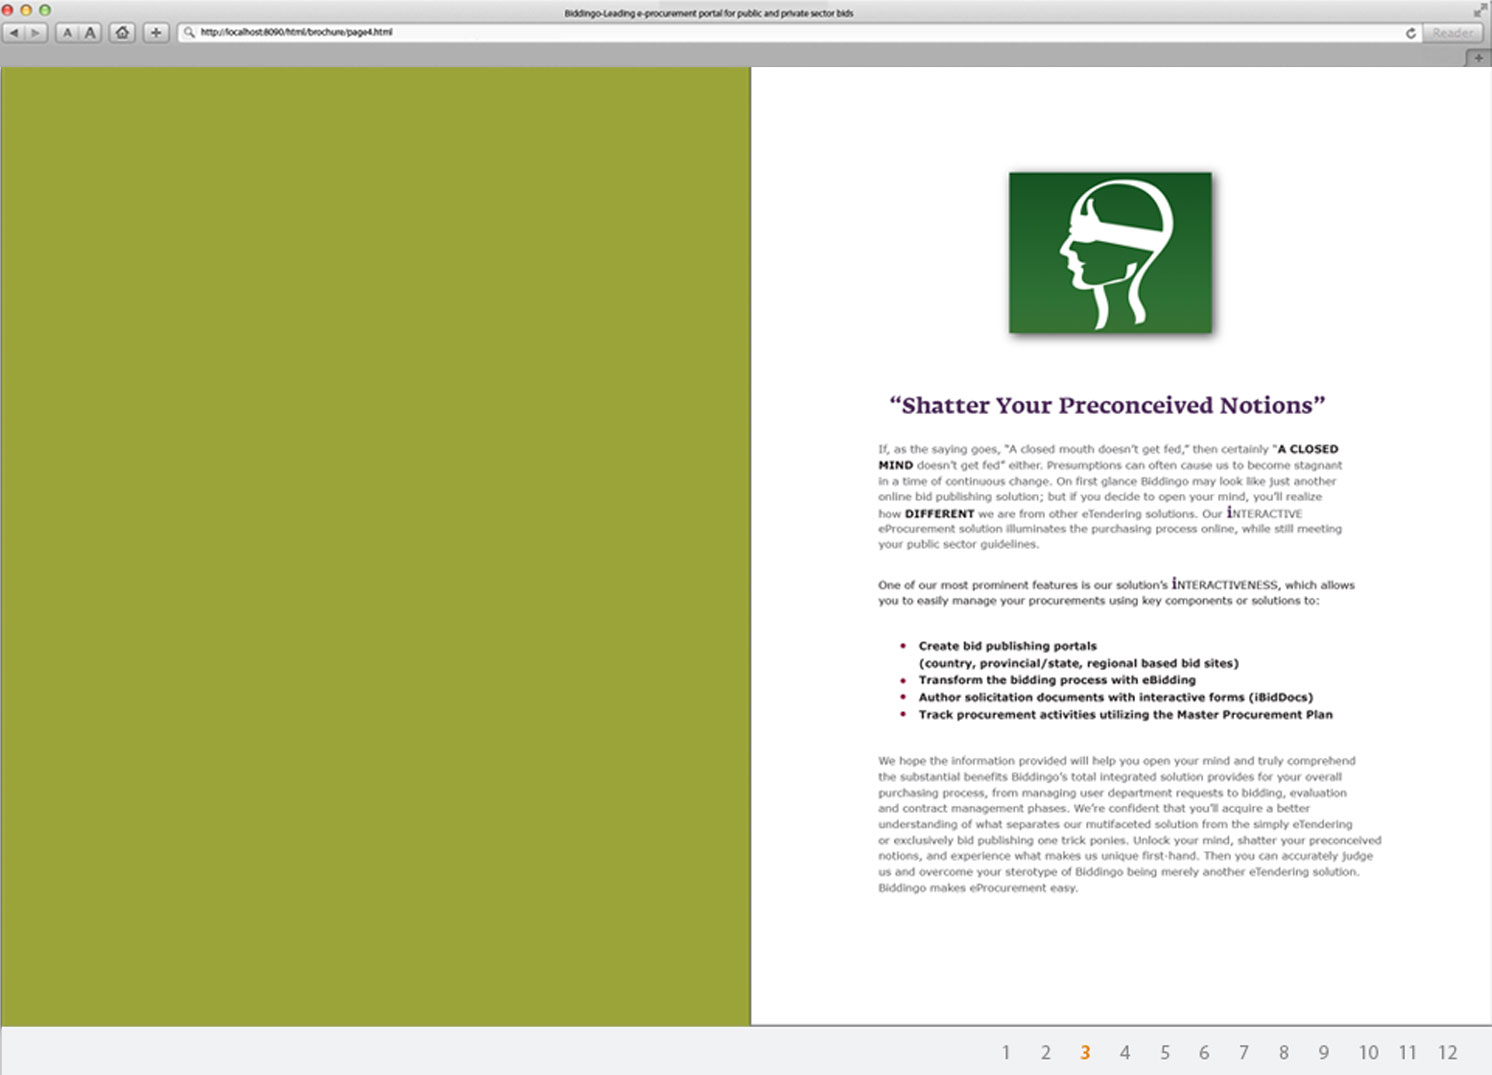 Biddingo-Leading e-procurement portal for public and private sector bids
A A http://localhost:8090/html/brochure/page4.html Reader
“Shatter Your Preconceived Notions”
If, as the saying goes, “A closed mouth doesn’t get fed,” then certainly “A CLOSED
MIND doesn’t get fed” either. Presumptions can often cause us to become stagnant
in a time of continuous change. On first glance Biddingo may look like just another
online bid publishing solution; but if you decide to open your mind, you’ll realize
how DIFFERENT we are from other eTendering solutions. Our iNTERACTIVE
eProcurement solution illuminates the purchasing process online, while still meeting
your public sector guidelines.
One of our most prominent features is our solution’s iNTERACTIVENESS, which allows
you to easily manage your procurements using key components or solutions to:
• Create bid publishing portals
(country, provincial/state, regional based bid sites)
• Transform the bidding process with eBidding
• Author solicitation documents with interactive forms (iBidDocs)
• Track procurement activities utilizing the Master Procurement Plan
We hope the information provided will help you open your mind and truly comprehend
the substantial benefits Biddingo’s total integrated solution provides for your overall
purchasing process, from managing user department requests to bidding, evaluation
and contract management phases. We’re confident that you’ll acquire a better
understanding of what separates our mutifaceted solution from the simply eTendering
or exclusively bid publishing one trick ponies. Unlock your mind, shatter your preconceived
notions, and experience what makes us unique first-hand. Then you can accurately judge
us and overcome your sterotype of Biddingo being merely another eTendering solution.
Biddingo makes eProcurement easy.
1 2 3 4 5 6 7 8 9 10 11 12